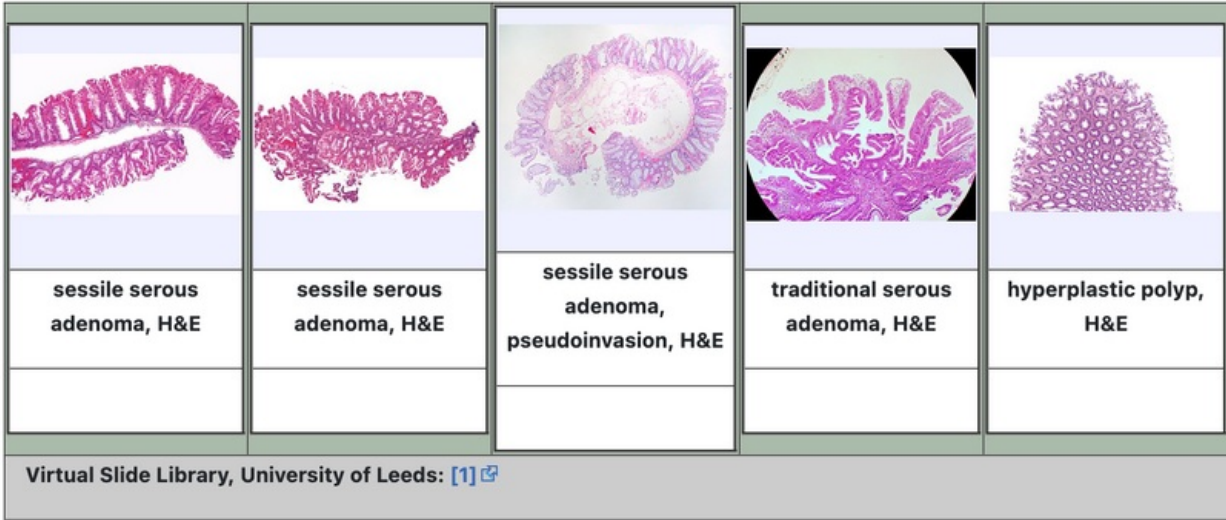 sessile serous
adenoma, H&E
sessile serous
adenoma, H&E
sessile serous
adenoma,
pseudoinvasion, H&E
traditional serous
adenoma, H&E
hyperplastic polyp,
H&E
Virtual Slide Library, University of Leeds: [1]